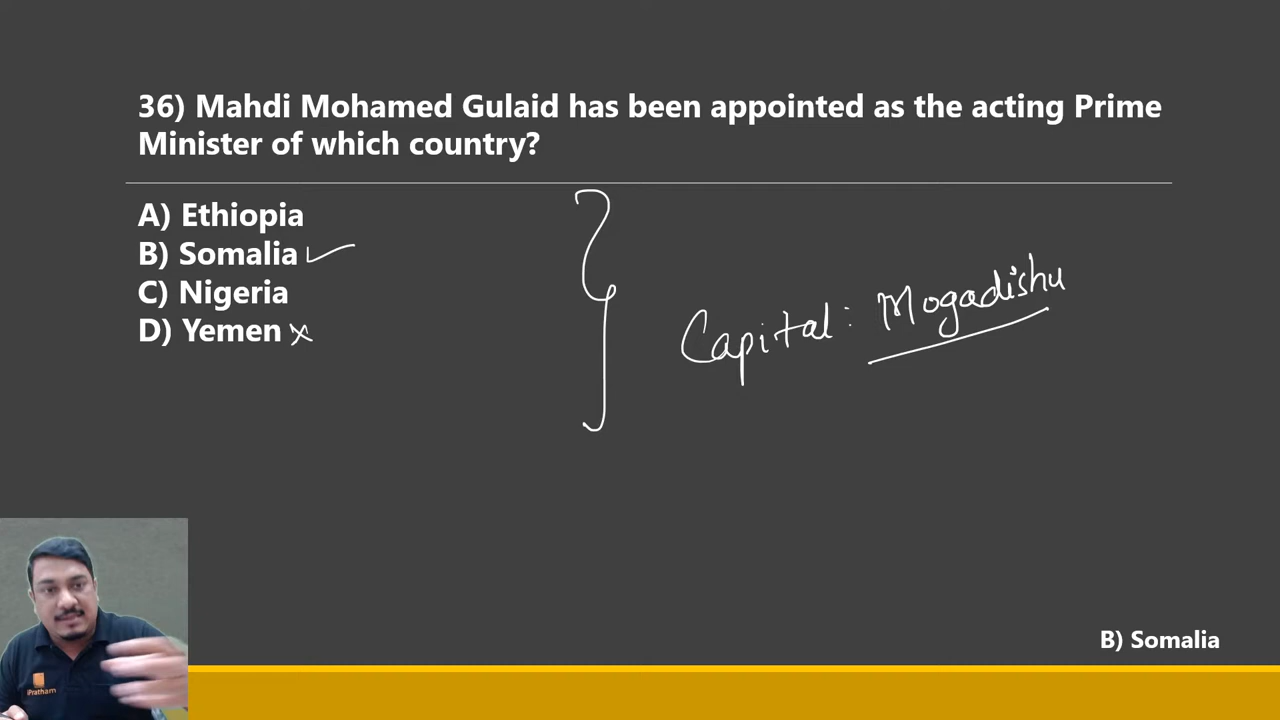 36) Mahdi Mohamed Gulaid has been appointed as the acting Prime
Minister of which country?
A) Ethiopia
B) Somalia
C) Nigeria
D) Yemen
Capital: Mogadishu
iPratham
B) Somalia